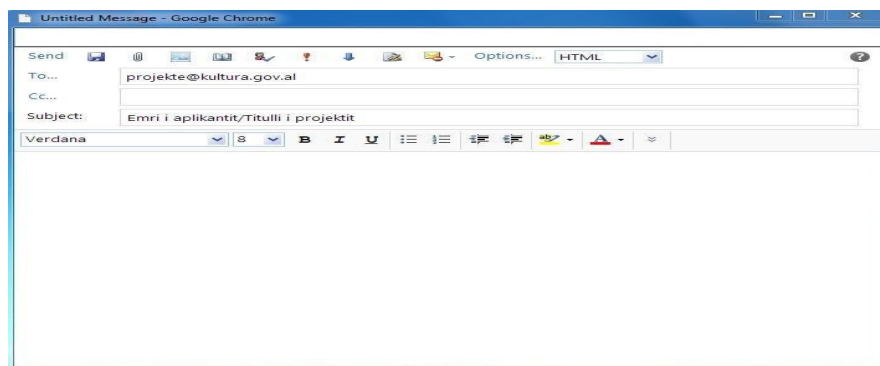 Untitled Message - Google Chrome
Send Options... HTML
To... projekte@kultura.gov.al
Cc...
Subject: Emri i aplikantit/Titulli i projektit
Verdana 8 B I U A